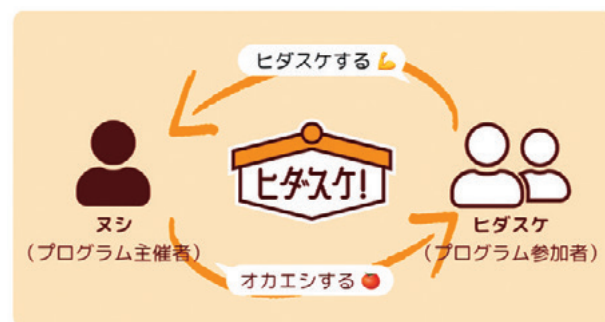 ヒダスケする💪
ヒダスケ!
ヌシ
(プログラム主催者)
ヒダスケ
(プログラム参加者)
オカエシする🍅